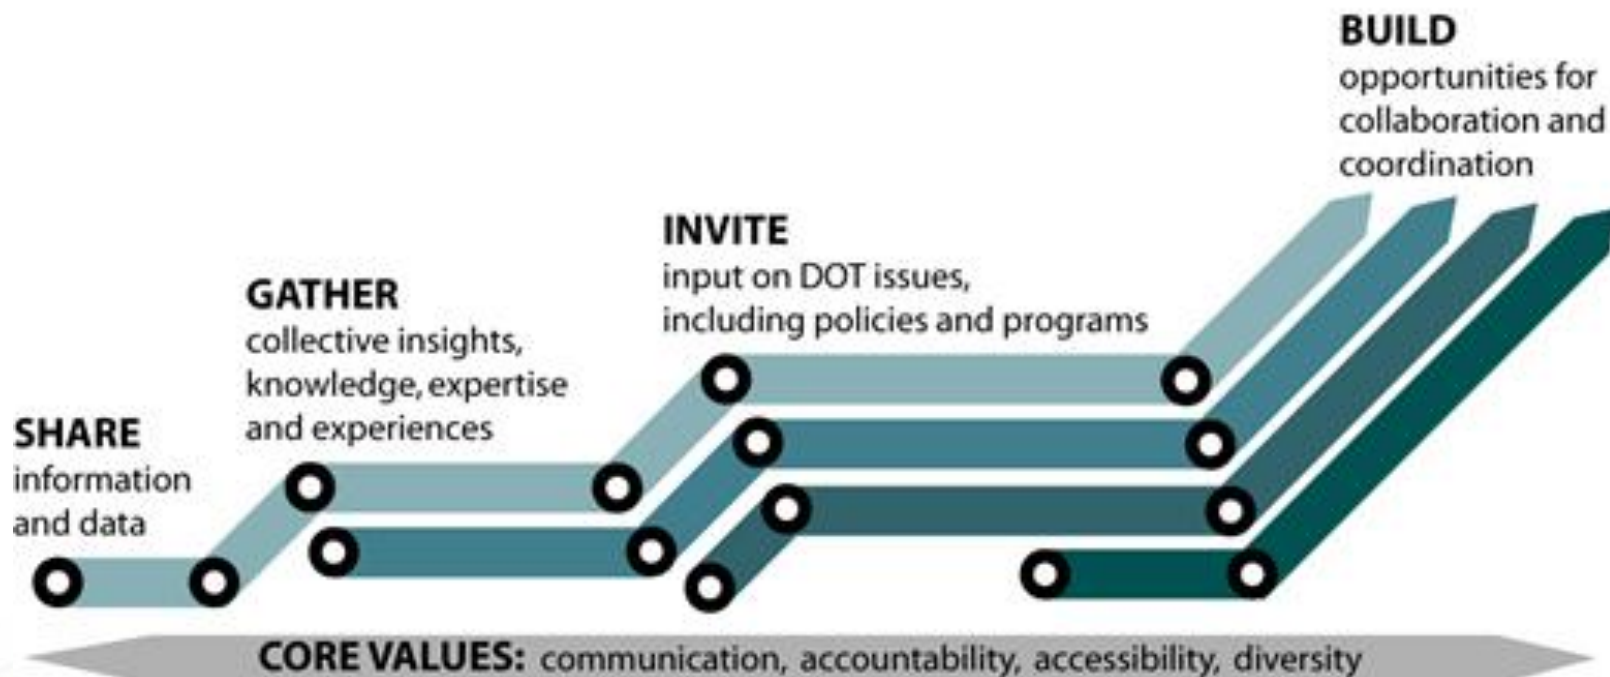 SHARE
information
and data
GATHER
collective insights,
knowledge, expertise
and experiences
INVITE
input on DOT issues,
including policies and programs
BUILD
opportunities for
collaboration and
coordination
CORE VALUES: communication, accountability, accessibility, diversity